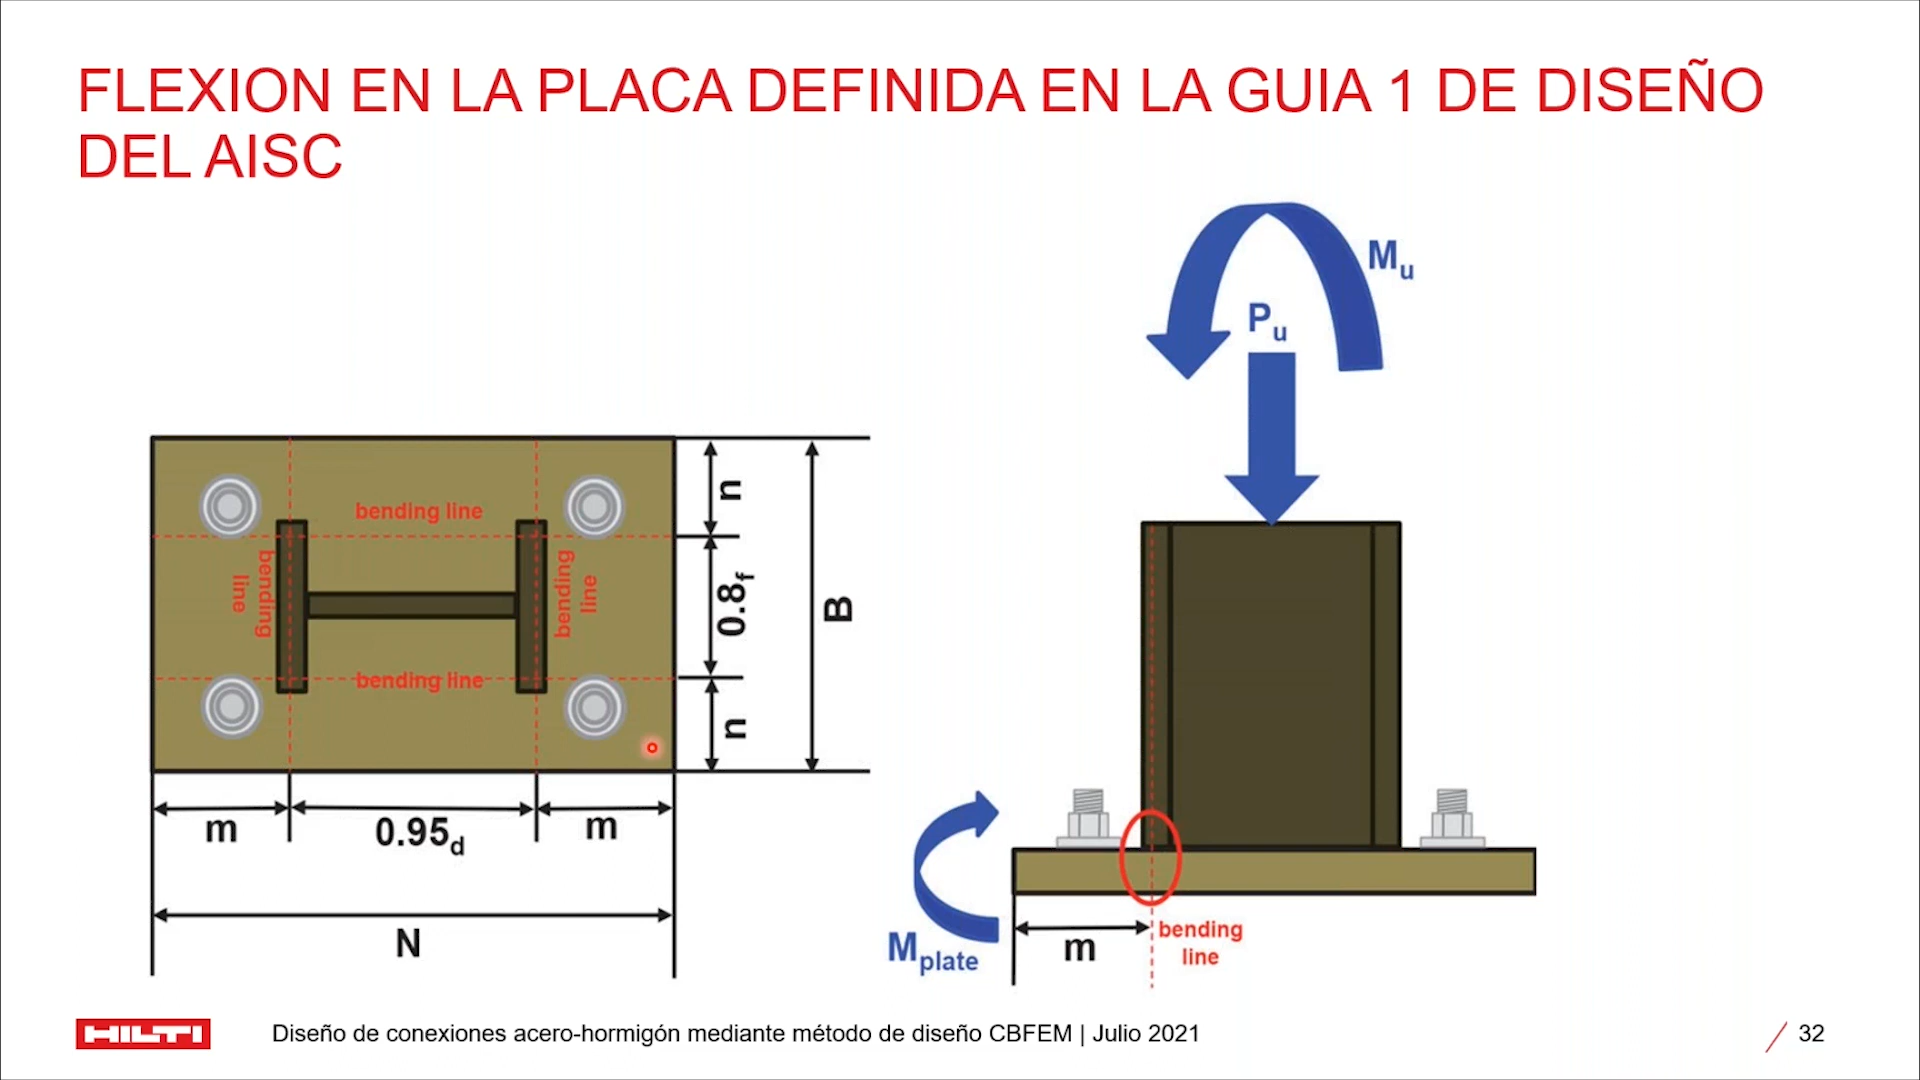 FLEXION EN LA PLACA DEFINIDA EN LA GUIA 1 DE DISEÑO
DEL AISC
Mu
Pu
bending line
bending
line
bending
line
bending line
n
0.8f
n
B
m
0.95d
m
N
Mplate
m
bending
line
HILTI
Diseño de conexiones acero-hormigón mediante método de diseño CBFEM | Julio 2021
32